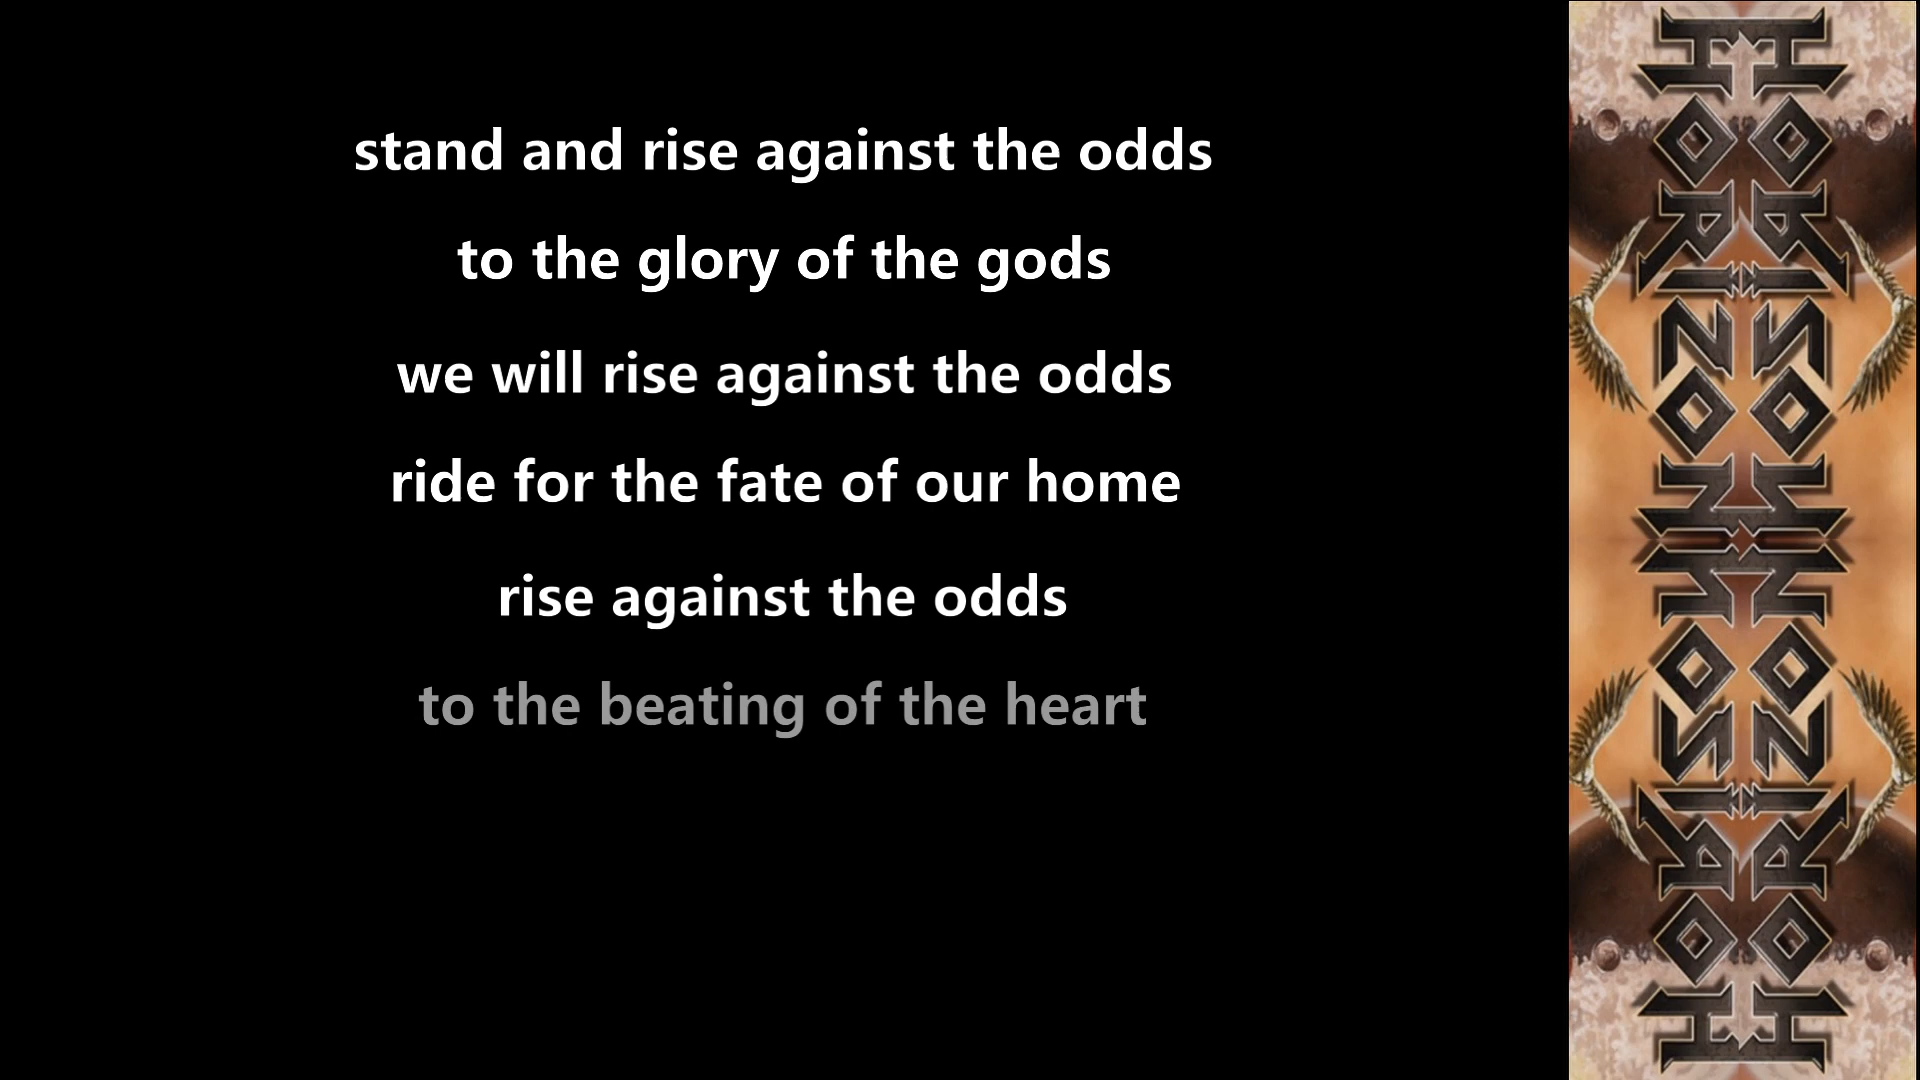 stand and rise against the odds
to the glory of the gods
we will rise against the odds
ride for the fate of our home
rise against the odds
to the beating of the heart